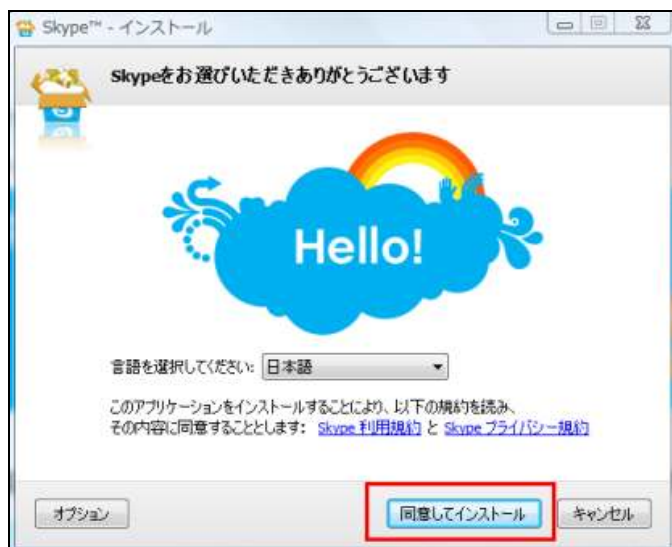 Skype™ - インストール
Skypeをお選びいただきありがとうございます
Hello!
言語を選択してください: 日本語
このアプリケーションをインストールすることにより、以下の規約を読み、
その内容に同意することとします: Skype 利用規約 と Skype プライバシー規約
オプション 同意してインストール キャンセル